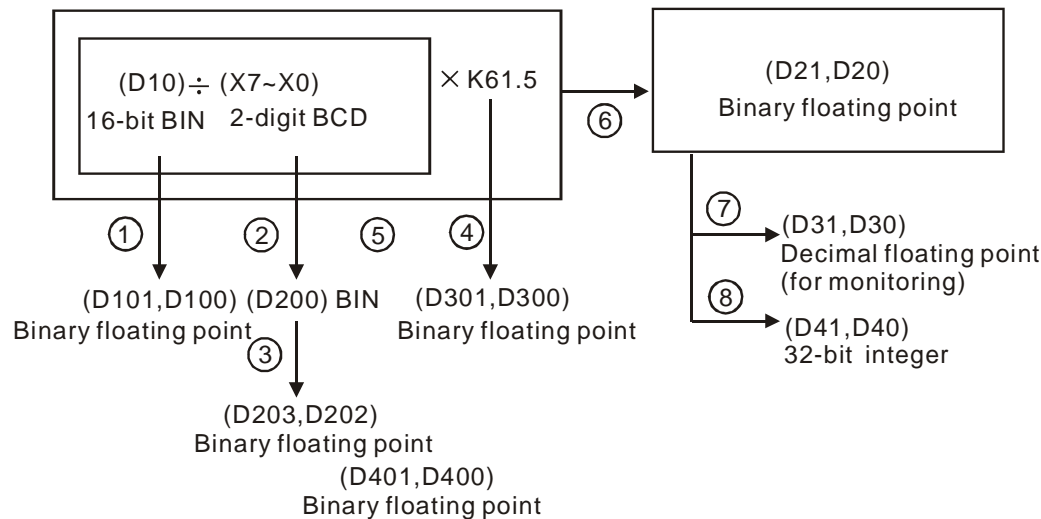 (D10) ÷ (X7~X0)
16-bit BIN 2-digit BCD
× K61.5
(D21,D20)
Binary floating point
6
1
2
5
4
7
(D31,D30)
Decimal floating point
(for monitoring)
8
(D41,D40)
32-bit integer
(D101,D100) (D200) BIN
Binary floating point
(D301,D300)
Binary floating point
3
(D203,D202)
Binary floating point
(D401,D400)
Binary floating point